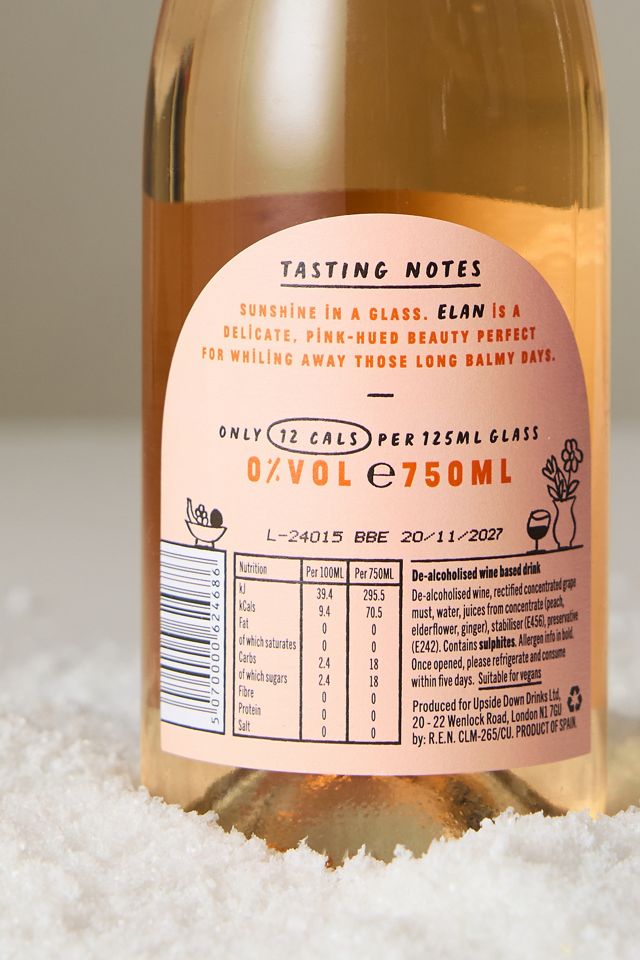 TASTING NOTES
SUNSHINE IN A GLASS. ELAN IS A
DELICATE, PINK-HUED BEAUTY PERFECT
FOR WHILING AWAY THOSE LONG BALMY DAYS.
ONLY 12 CALS PER 125ML GLASS
0%VOL e750ML
L-24015 BBE 20/11/2027
5 070000 624686
Nutrition Per 100ML Per 750ML
kJ 39.4 295.5
kCals 9.4 70.5
Fat 0 0
of which saturates 0 0
Carbs 2.4 18
of which sugars 2.4 18
Fibre 0 0
Protein 0 0
Salt 0 0
De-alcoholised wine based drink
De-alcoholised wine, rectified concentrated grape
must, water, juices from concentrate (peach,
elderflower, ginger), stabiliser (E456), preservative
(E242). Contains sulphites. Allergen info in bold.
Once opened, please refrigerate and consume
within five days. Suitable for vegans
Produced for Upside Down Drinks Ltd,
20 - 22 Wenlock Road, London N1 7GU
by: R.E.N. CLM-265/CU. PRODUCT OF SPAIN.